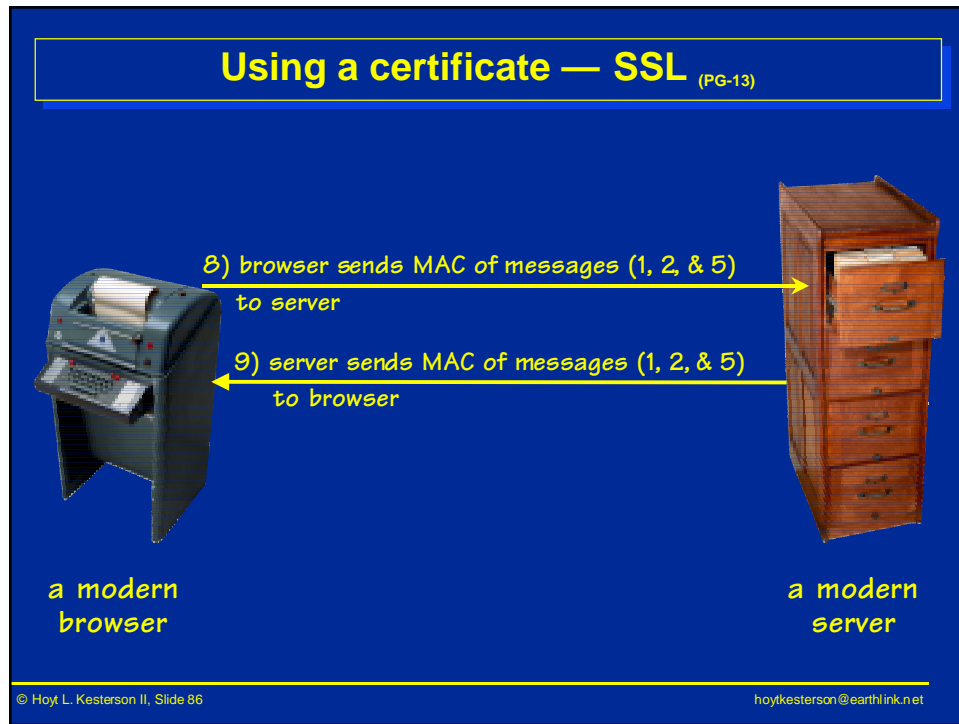 Using a certificate — SSL (PG-13)
8) browser sends MAC of messages (1, 2, & 5)
to server
9) server sends MAC of messages (1, 2, & 5)
to browser
a modern
browser
a modern
server
© Hoyt L. Kesterson II, Slide 86
hoytkesterson@earthlink.net